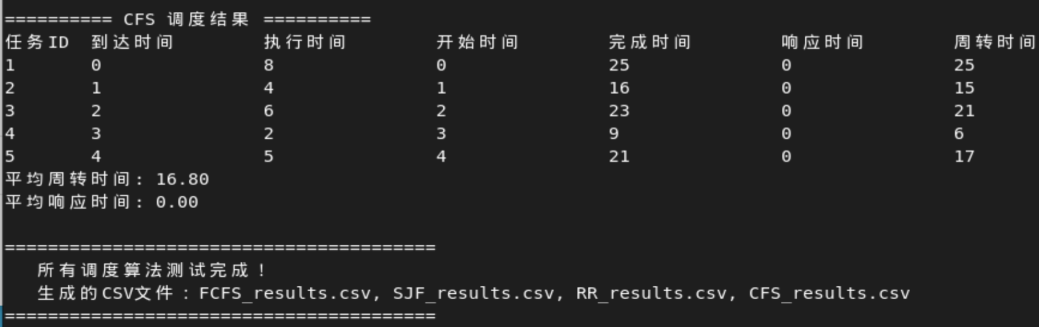 ========== CFS 调度结果 ==========
任务ID 到达时间 执行时间 开始时间 完成时间 响应时间 周转时间
1 0 8 0 25 0 25
2 1 4 1 16 0 15
3 2 6 2 23 0 21
4 3 2 3 9 0 6
5 4 5 4 21 0 17
平均周转时间: 16.80
平均响应时间: 0.00
========================================
所有调度算法测试完成！
生成的CSV文件：FCFS_results.csv, SJF_results.csv, RR_results.csv, CFS_results.csv
========================================